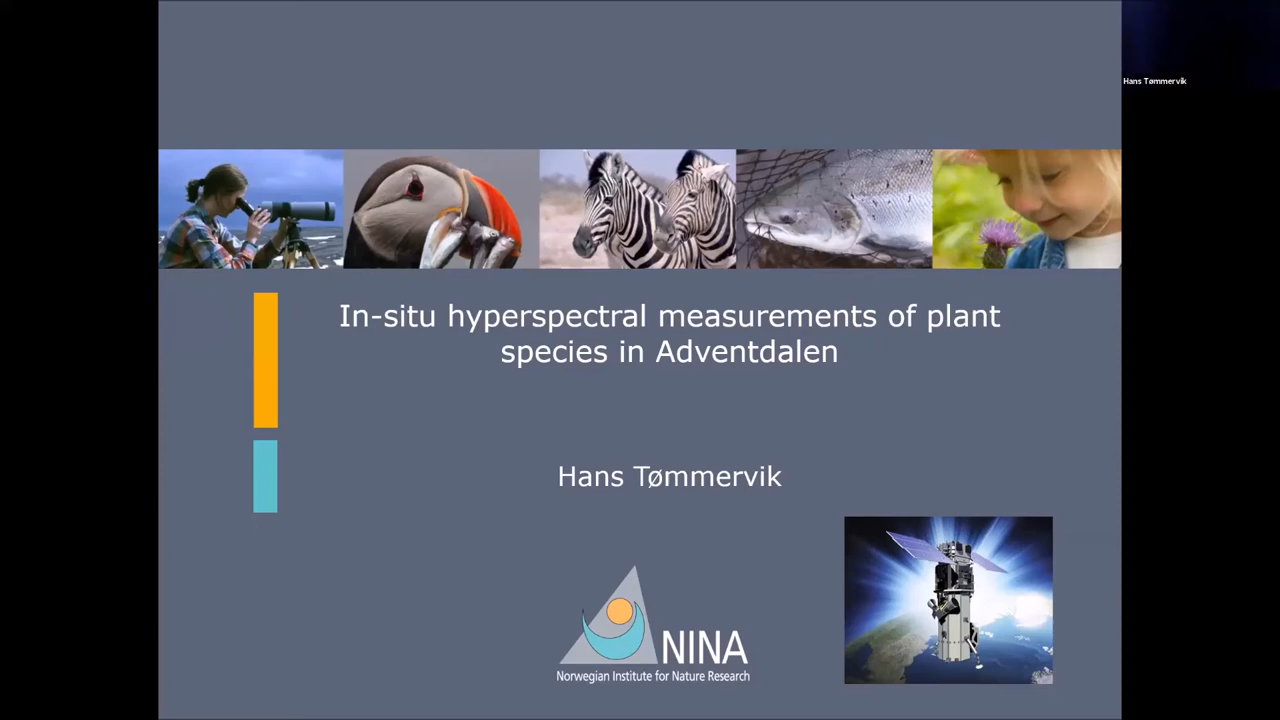 Hans Tømmervik
In-situ hyperspectral measurements of plant
species in Adventdalen
Hans Tømmervik
NINA
Norwegian Institute for Nature Research